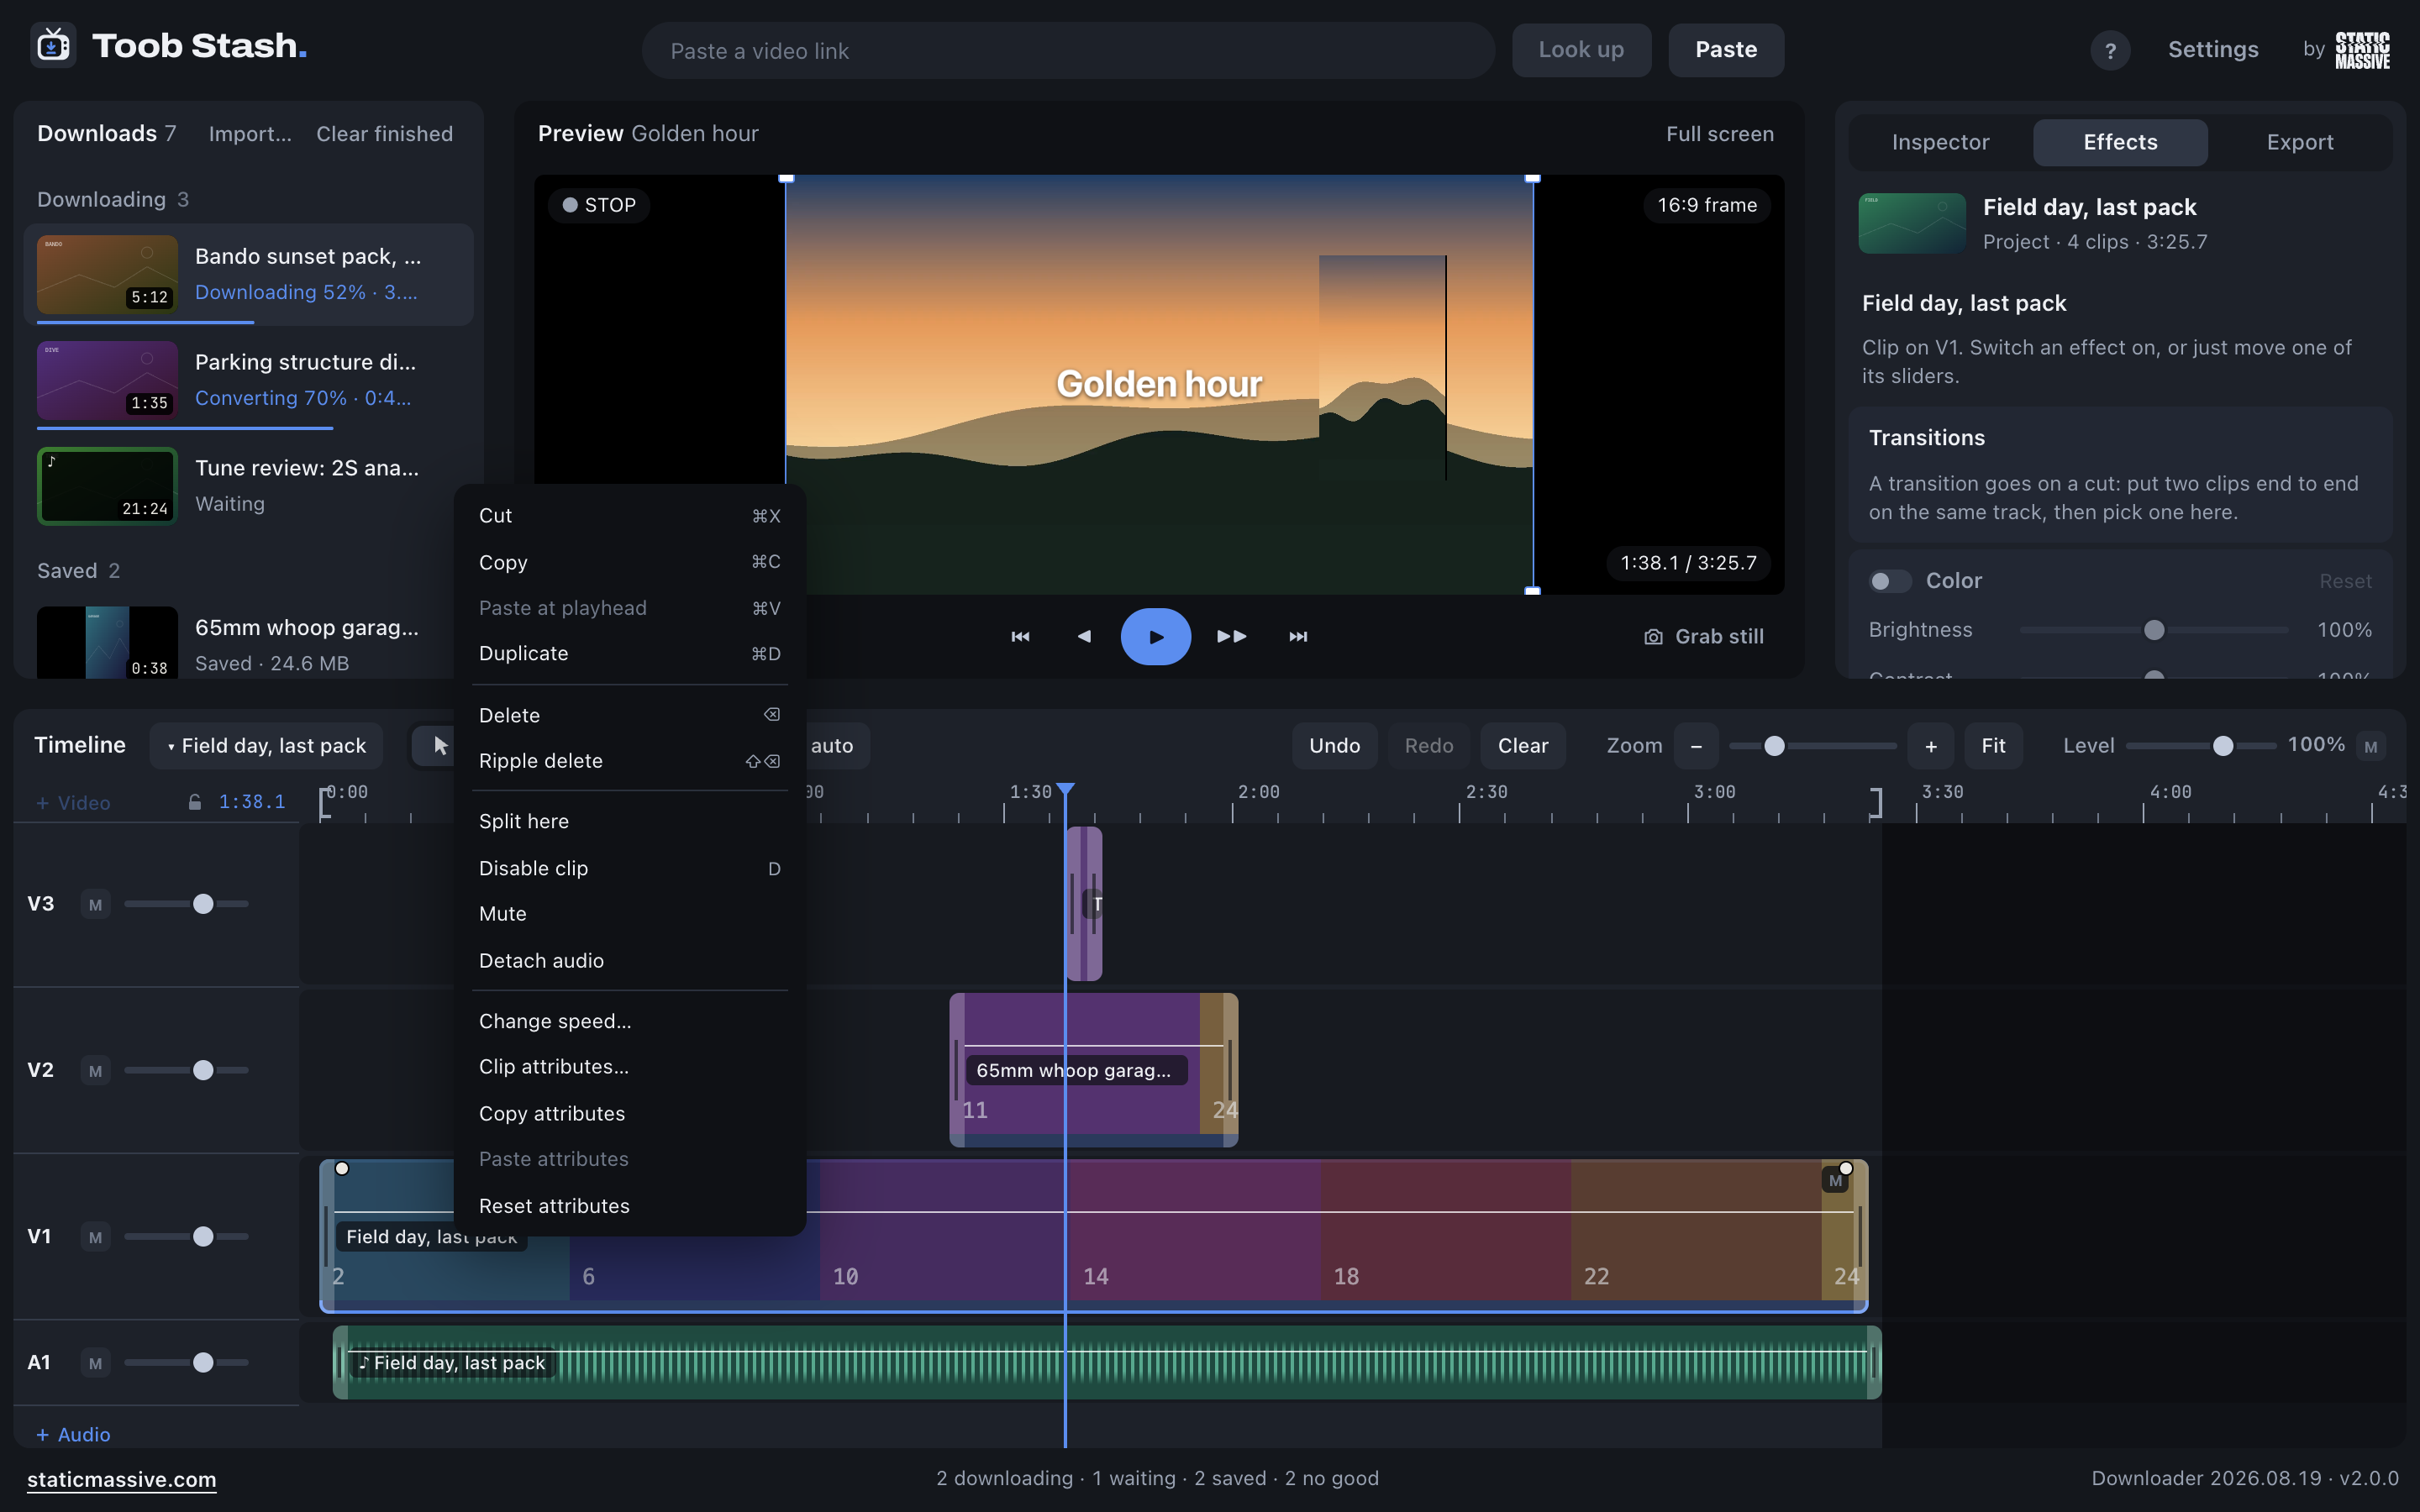 Toob Stash.
Paste a video link
Look up
Paste
?
Settings
by STATIC MASSIVE
Downloads 7
Import...
Clear finished
Downloading 3
BANDO
5:12
Bando sunset pack, ...
Downloading 52% · 3....
DIVE
1:35
Parking structure di...
Converting 70% · 0:4...
21:24
Tune review: 2S ana...
Waiting
Saved 2
0:38
65mm whoop garag...
Saved · 24.6 MB
Preview Golden hour
Full screen
STOP
16:9 frame
Golden hour
1:38.1 / 3:25.7
Grab still
Inspector
Effects
Export
FIELD
Field day, last pack
Project · 4 clips · 3:25.7
Field day, last pack
Clip on V1. Switch an effect on, or just move one of
its sliders.
Transitions
A transition goes on a cut: put two clips end to end
on the same track, then pick one here.
Color
Reset
Brightness
100%
Contrast
100%
Cut ⌘X
Copy ⌘C
Paste at playhead ⌘V
Duplicate ⌘D
Delete ⌫
Ripple delete ⇧⌫
Split here
Disable clip D
Mute
Detach audio
Change speed...
Clip attributes...
Copy attributes
Paste attributes
Reset attributes
Timeline
Field day, last pack
auto
Undo
Redo
Clear
Zoom
−
+
Fit
Level
100%
M
+ Video
1:38.1
0:00
00
1:30
2:00
2:30
3:00
3:30
4:00
4:3
V3 M
T
V2 M
65mm whoop garag...
11
24
V1 M
M
Field day, last pack
2
6
10
14
18
22
24
A1 M
♪ Field day, last pack
+ Audio
staticmassive.com
2 downloading · 1 waiting · 2 saved · 2 no good
Downloader 2026.08.19 · v2.0.0